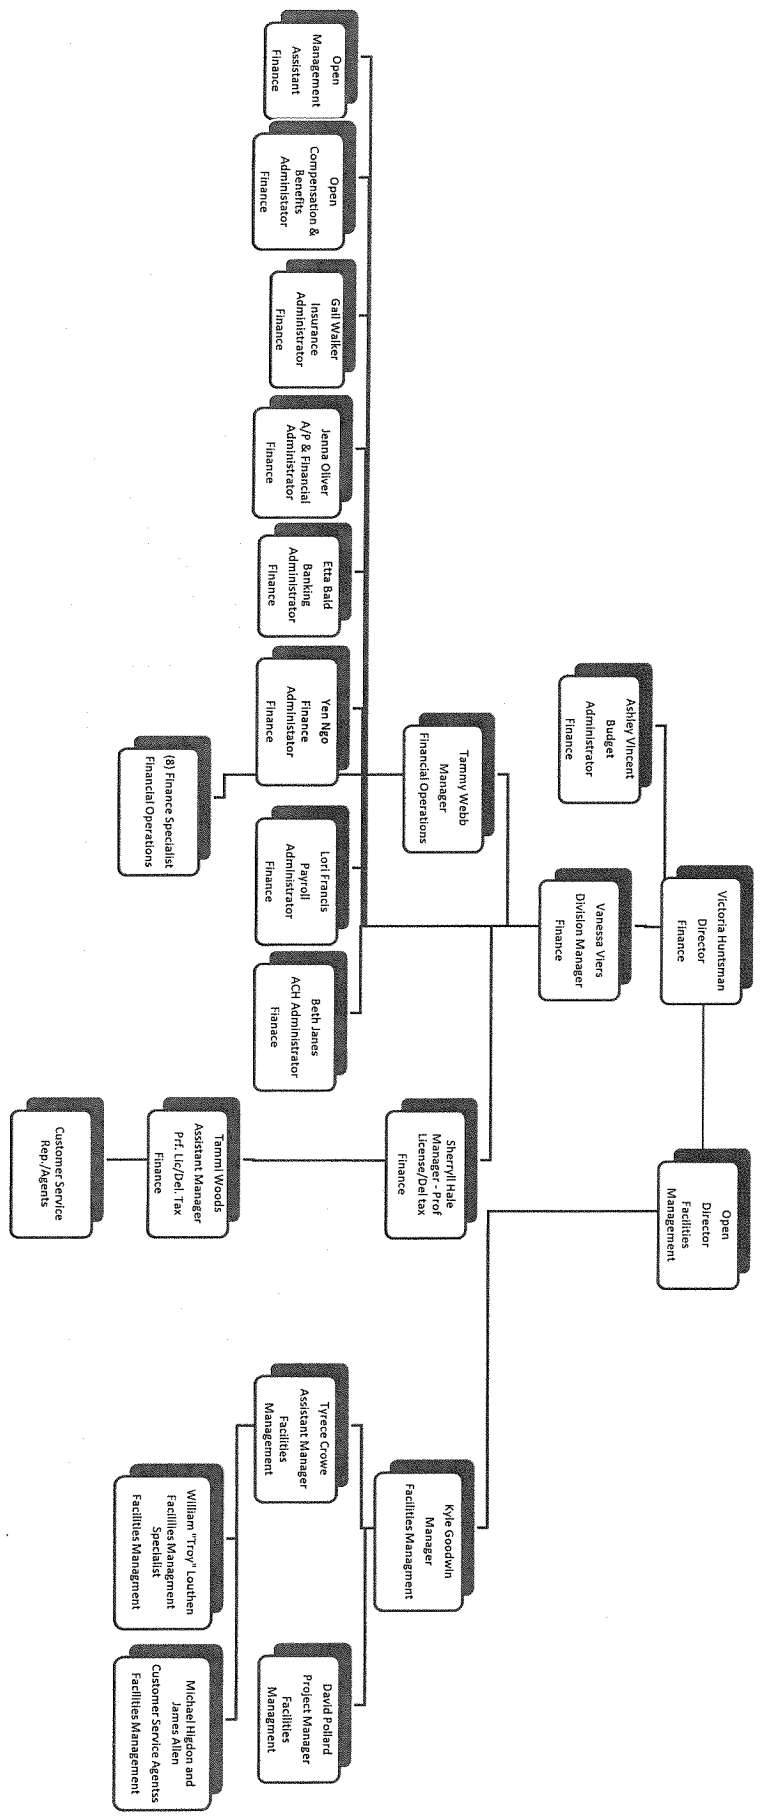 Victoria Huntsman
Director
Finance
Open
Director
Facilities
Management
Ashley Vincent
Budget
Administrator
Finance
Vanessa Viers
Division Manager
Finance
Tammy Webb
Manager
Financial Operations
Sherryll Hale
Manager - Prof
License/Del tax
Finance
Kyle Goodwin
Manager
Facilities Managment
Open
Management
Assistant
Finance
Open
Compensation &
Benefits
Administator
Finance
Gail Walker
Insurance
Administrator
Finance
Jenna Oliver
A/P & Financial
Administrator
Finance
Etta Bald
Banking
Administrator
Finance
Yen Ngo
Finance
Administator
Finance
Lori Francis
Payroll
Administrator
Finance
Beth Janes
ACH Administrator
Fianace
Tyrece Crowe
Assistant Manager
Facilities
Management
David Pollard
Project Manager
Facilities
Managment
(8) Finance Specialist
Financial Operations
Tammi Woods
Assistant Manager
Prf. Lic/Del. Tax
Finance
William "Troy" Louthen
Facililies Managment
Specialist
Facilities Managment
Michael Higdon and
James Allen
Customer Service Agentss
Facilities Management
Customer Service
Rep./Agents